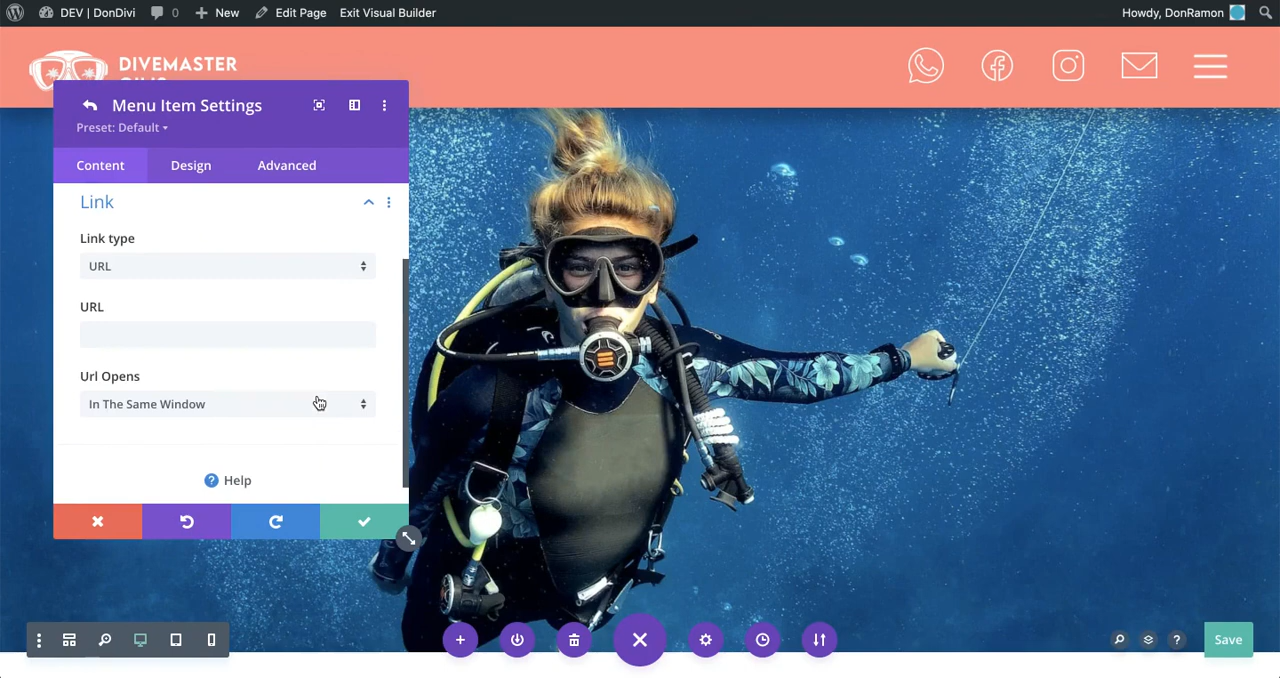 DEV | DonDivi
0
New
Edit Page
Exit Visual Builder
Howdy, DonRamon
DIVEMASTER
Menu Item Settings
Preset: Default
Content
Design
Advanced
Link
Link type
URL
URL
Url Opens
In The Same Window
? Help
? Save